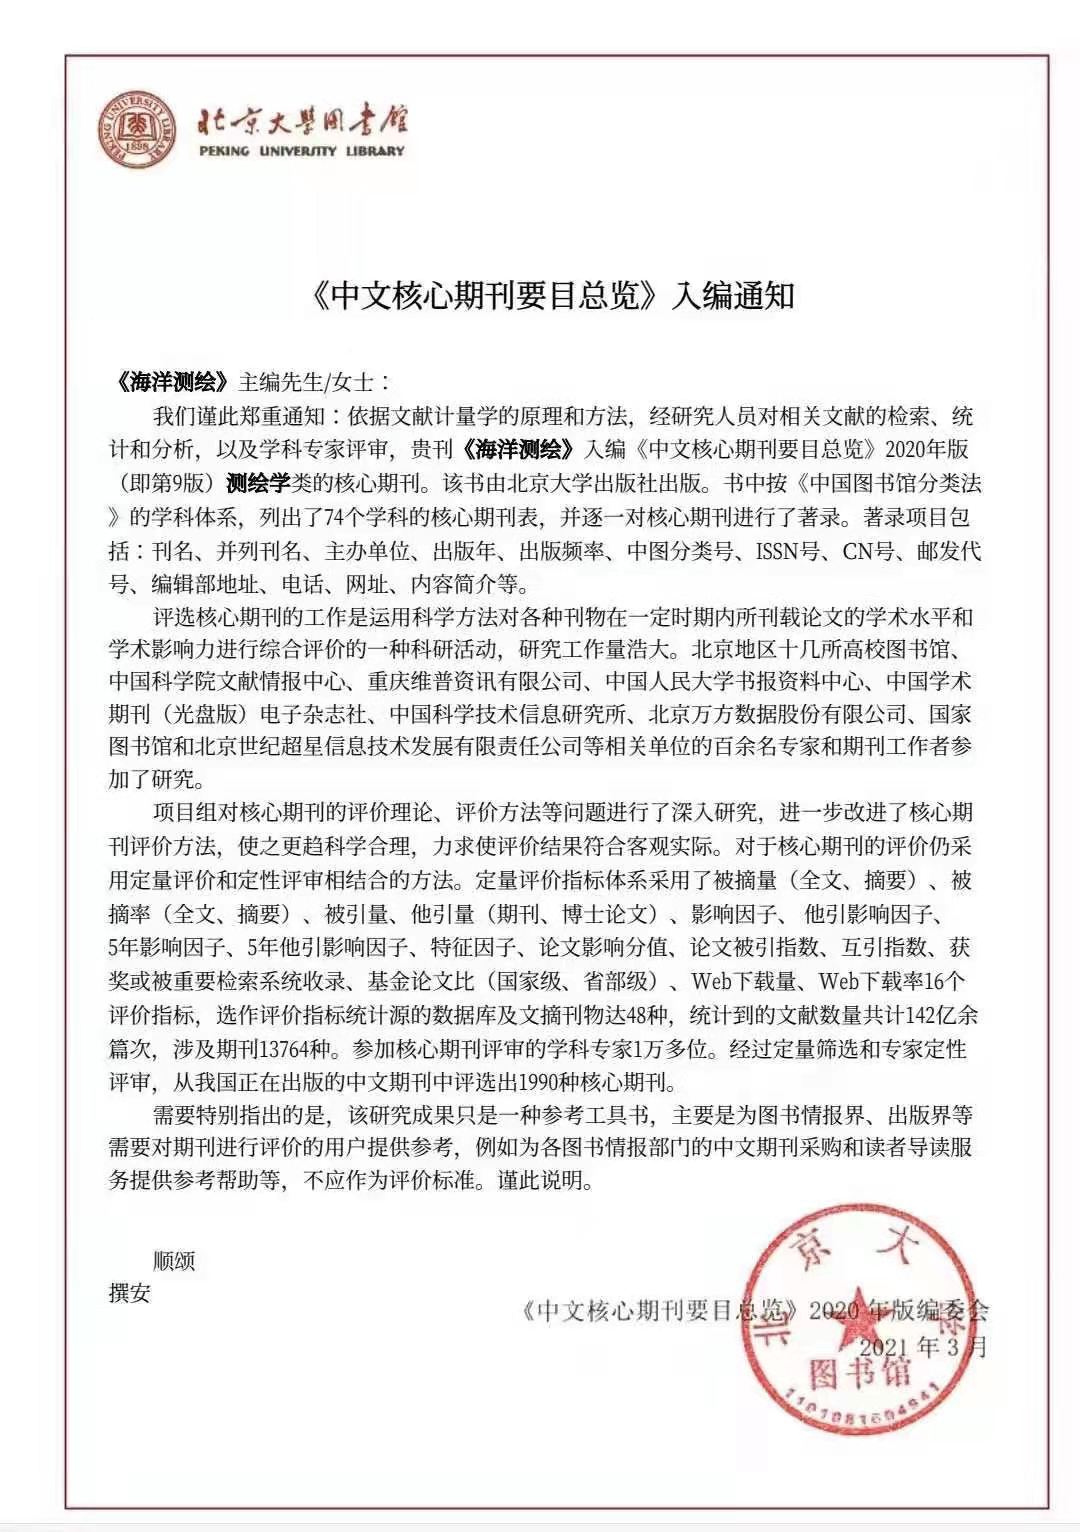 北京大学图书馆
PEKING UNIVERSITY LIBRARY
PEKING UNIVERSITY LIBRARY
1898
《中文核心期刊要目总览》入编通知
《海洋测绘》主编先生/女士：
我们谨此郑重通知：依据文献计量学的原理和方法，经研究人员对相关文献的检索、统
计和分析，以及学科专家评审，贵刊《海洋测绘》入编《中文核心期刊要目总览》2020年版
（即第9版）测绘学类的核心期刊。该书由北京大学出版社出版。书中按《中国图书馆分类法
》的学科体系，列出了74个学科的核心期刊表，并逐一对核心期刊进行了著录。著录项目包
括：刊名、并列刊名、主办单位、出版年、出版频率、中图分类号、ISSN号、CN号、邮发代
号、编辑部地址、电话、网址、内容简介等。
评选核心期刊的工作是运用科学方法对各种刊物在一定时期内所刊载论文的学术水平和
学术影响力进行综合评价的一种科研活动，研究工作量浩大。北京地区十几所高校图书馆、
中国科学院文献情报中心、重庆维普资讯有限公司、中国人民大学书报资料中心、中国学术
期刊（光盘版）电子杂志社、中国科学技术信息研究所、北京万方数据股份有限公司、国家
图书馆和北京世纪超星信息技术发展有限责任公司等相关单位的百余名专家和期刊工作者参
加了研究。
项目组对核心期刊的评价理论、评价方法等问题进行了深入研究，进一步改进了核心期
刊评价方法，使之更趋科学合理，力求使评价结果符合客观实际。对于核心期刊的评价仍采
用定量评价和定性评审相结合的方法。定量评价指标体系采用了被摘量（全文、摘要）、被
摘率（全文、摘要）、被引量、他引量（期刊、博士论文）、影响因子、 他引影响因子、
5年影响因子、5年他引影响因子、特征因子、论文影响分值、论文被引指数、互引指数、获
奖或被重要检索系统收录、基金论文比（国家级、省部级）、Web下载量、Web下载率16个
评价指标，选作评价指标统计源的数据库及文摘刊物达48种，统计到的文献数量共计142亿余
篇次，涉及期刊13764种。参加核心期刊评审的学科专家1万多位。经过定量筛选和专家定性
评审，从我国正在出版的中文期刊中评选出1990种核心期刊。
需要特别指出的是，该研究成果只是一种参考工具书，主要是为图书情报界、出版界等
需要对期刊进行评价的用户提供参考，例如为各图书情报部门的中文期刊采购和读者导读服
务提供参考帮助等，不应作为评价标准。谨此说明。
顺颂
撰安
《中文核心期刊要目总览》2020 年版编委会
2021 年 3 月
北京大学
图书馆